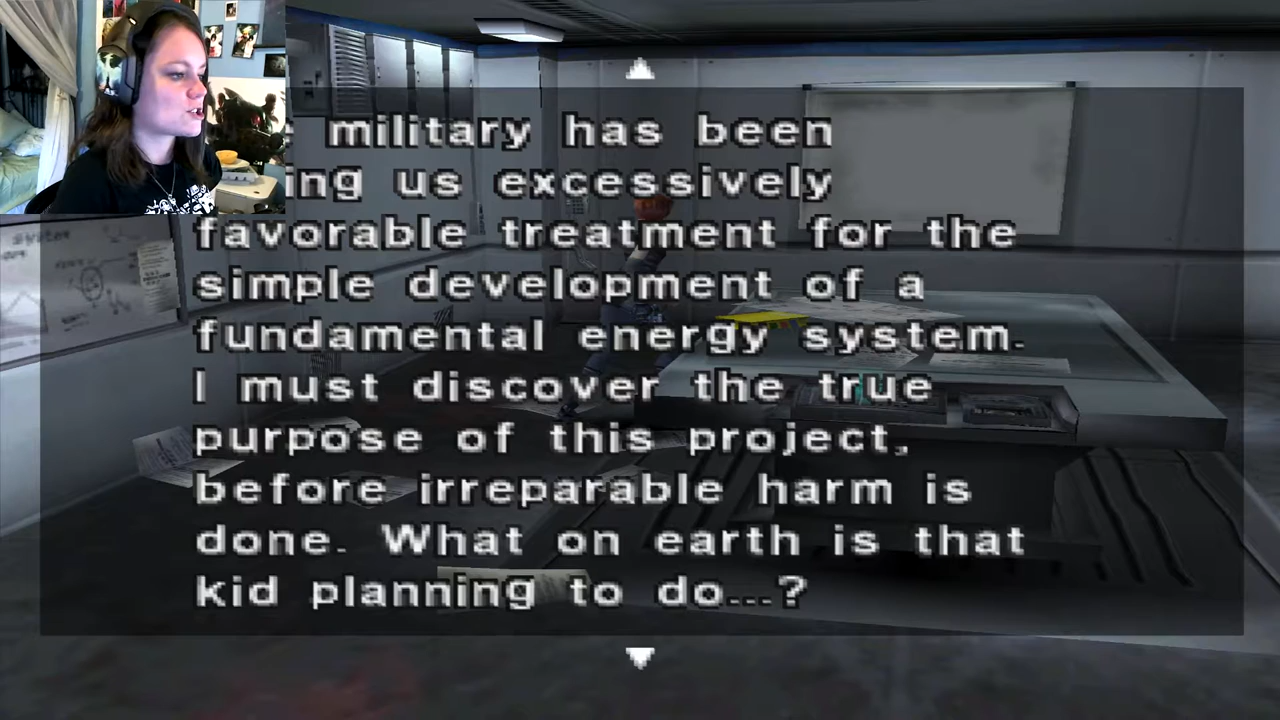 military has been
ing us excessively
favorable treatment for the
simple development of a
fundamental energy system.
I must discover the true
purpose of this project,
before irreparable harm is
done. What on earth is that
kid planning to do...?